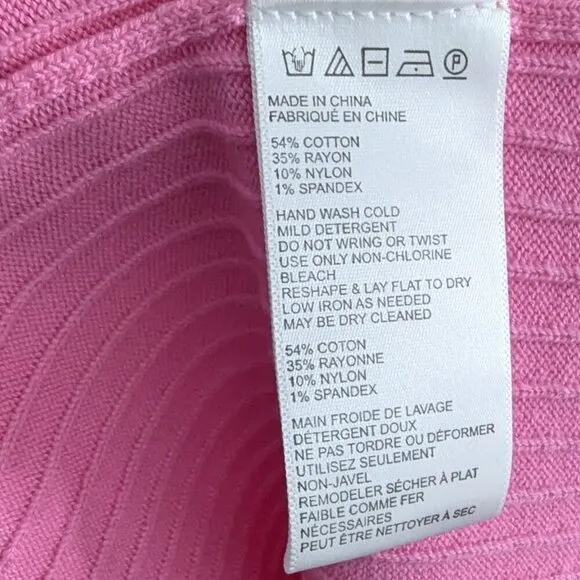 MADE IN CHINA
FABRIQUÉ EN CHINE
54% COTTON
35% RAYON
10% NYLON
1% SPANDEX
HAND WASH COLD
MILD DETERGENT
DO NOT WRING OR TWIST
USE ONLY NON-CHLORINE
BLEACH
RESHAPE & LAY FLAT TO DRY
LOW IRON AS NEEDED
MAY BE DRY CLEANED
54% COTON
35% RAYONNE
10% NYLON
1% SPANDEX
MAIN FROIDE DE LAVAGE
DÉTERGENT DOUX
NE PAS TORDRE OU DÉFORMER
UTILISEZ SEULEMENT
NON-JAVEL
REMODELER SÉCHER À PLAT
FAIBLE COMME FER
NÉCESSAIRES
PEUT ÊTRE NETTOYER À SEC